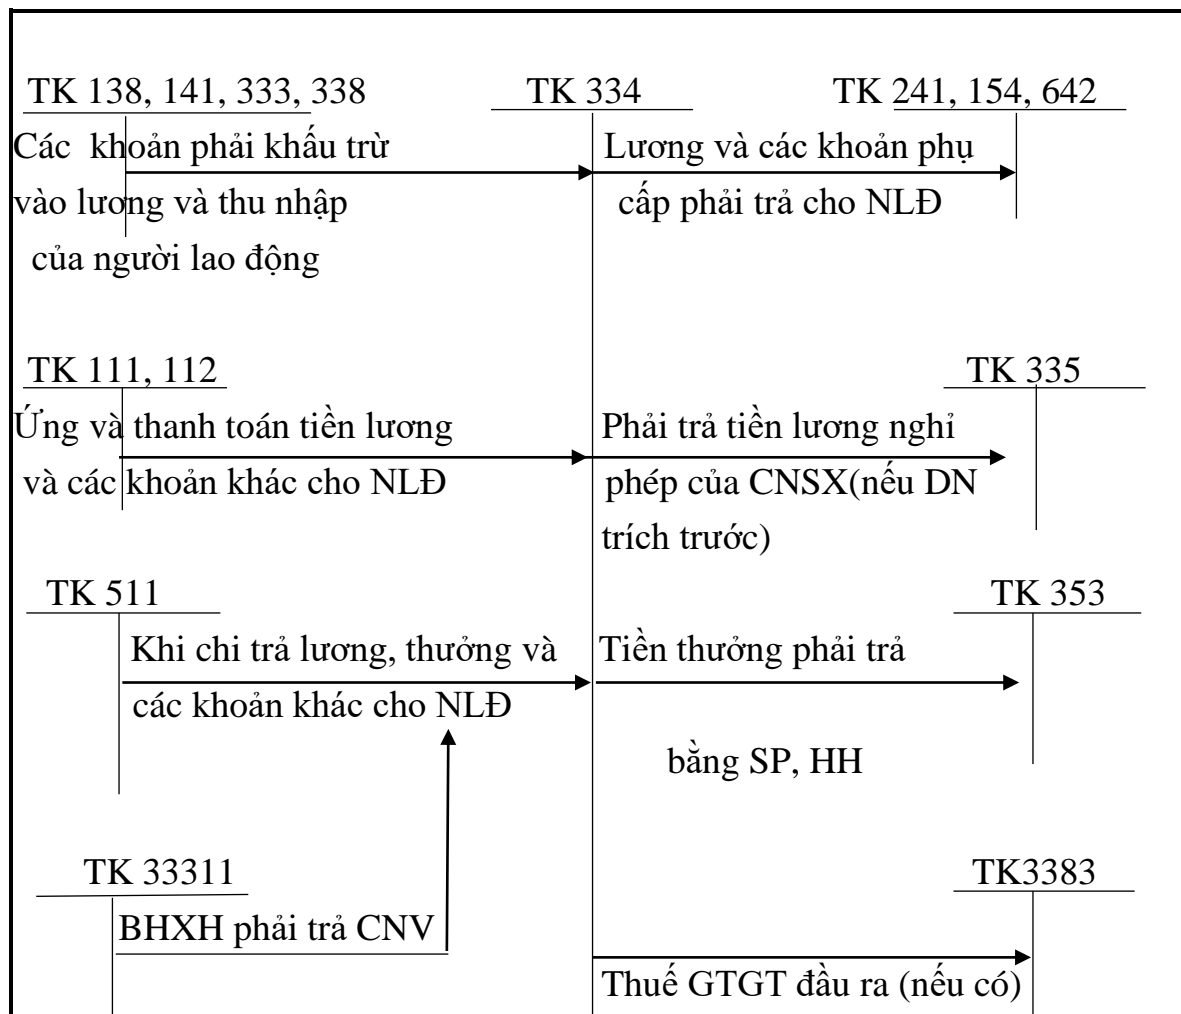 TK 138, 141, 333, 338 TK 334 TK 241, 154, 642
Các khoản phải khấu trừ Lương và các khoản phụ
vào lương và thu nhập cấp phải trả cho NLĐ
của người lao động
TK 111, 112 TK 335
Ứng và thanh toán tiền lương Phải trả tiền lương nghỉ
và các khoản khác cho NLĐ phép của CNSX(nếu DN
trích trước)
TK 511 TK 353
Khi chi trả lương, thưởng và Tiền thưởng phải trả
các khoản khác cho NLĐ
bằng SP, HH
TK 33311 TK3383
BHXH phải trả CNV
Thuế GTGT đầu ra (nếu có)